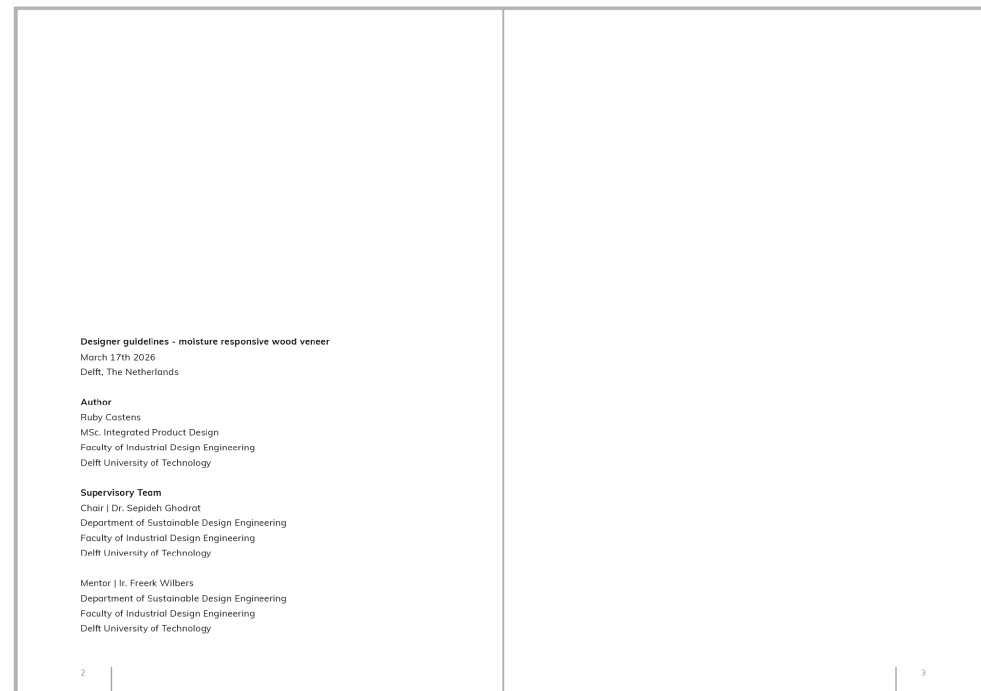 Designer guidelines - moisture responsive wood veneer
March 17th 2026
Delft, The Netherlands
Author
Ruby Castens
MSc. Integrated Product Design
Faculty of Industrial Design Engineering
Delft University of Technology
Supervisory Team
Chair | Dr. Sepideh Ghodrat
Department of Sustainable Design Engineering
Faculty of Industrial Design Engineering
Delft University of Technology
Mentor | Ir. Freerk Wilbers
Department of Sustainable Design Engineering
Faculty of Industrial Design Engineering
Delft University of Technology
2
3